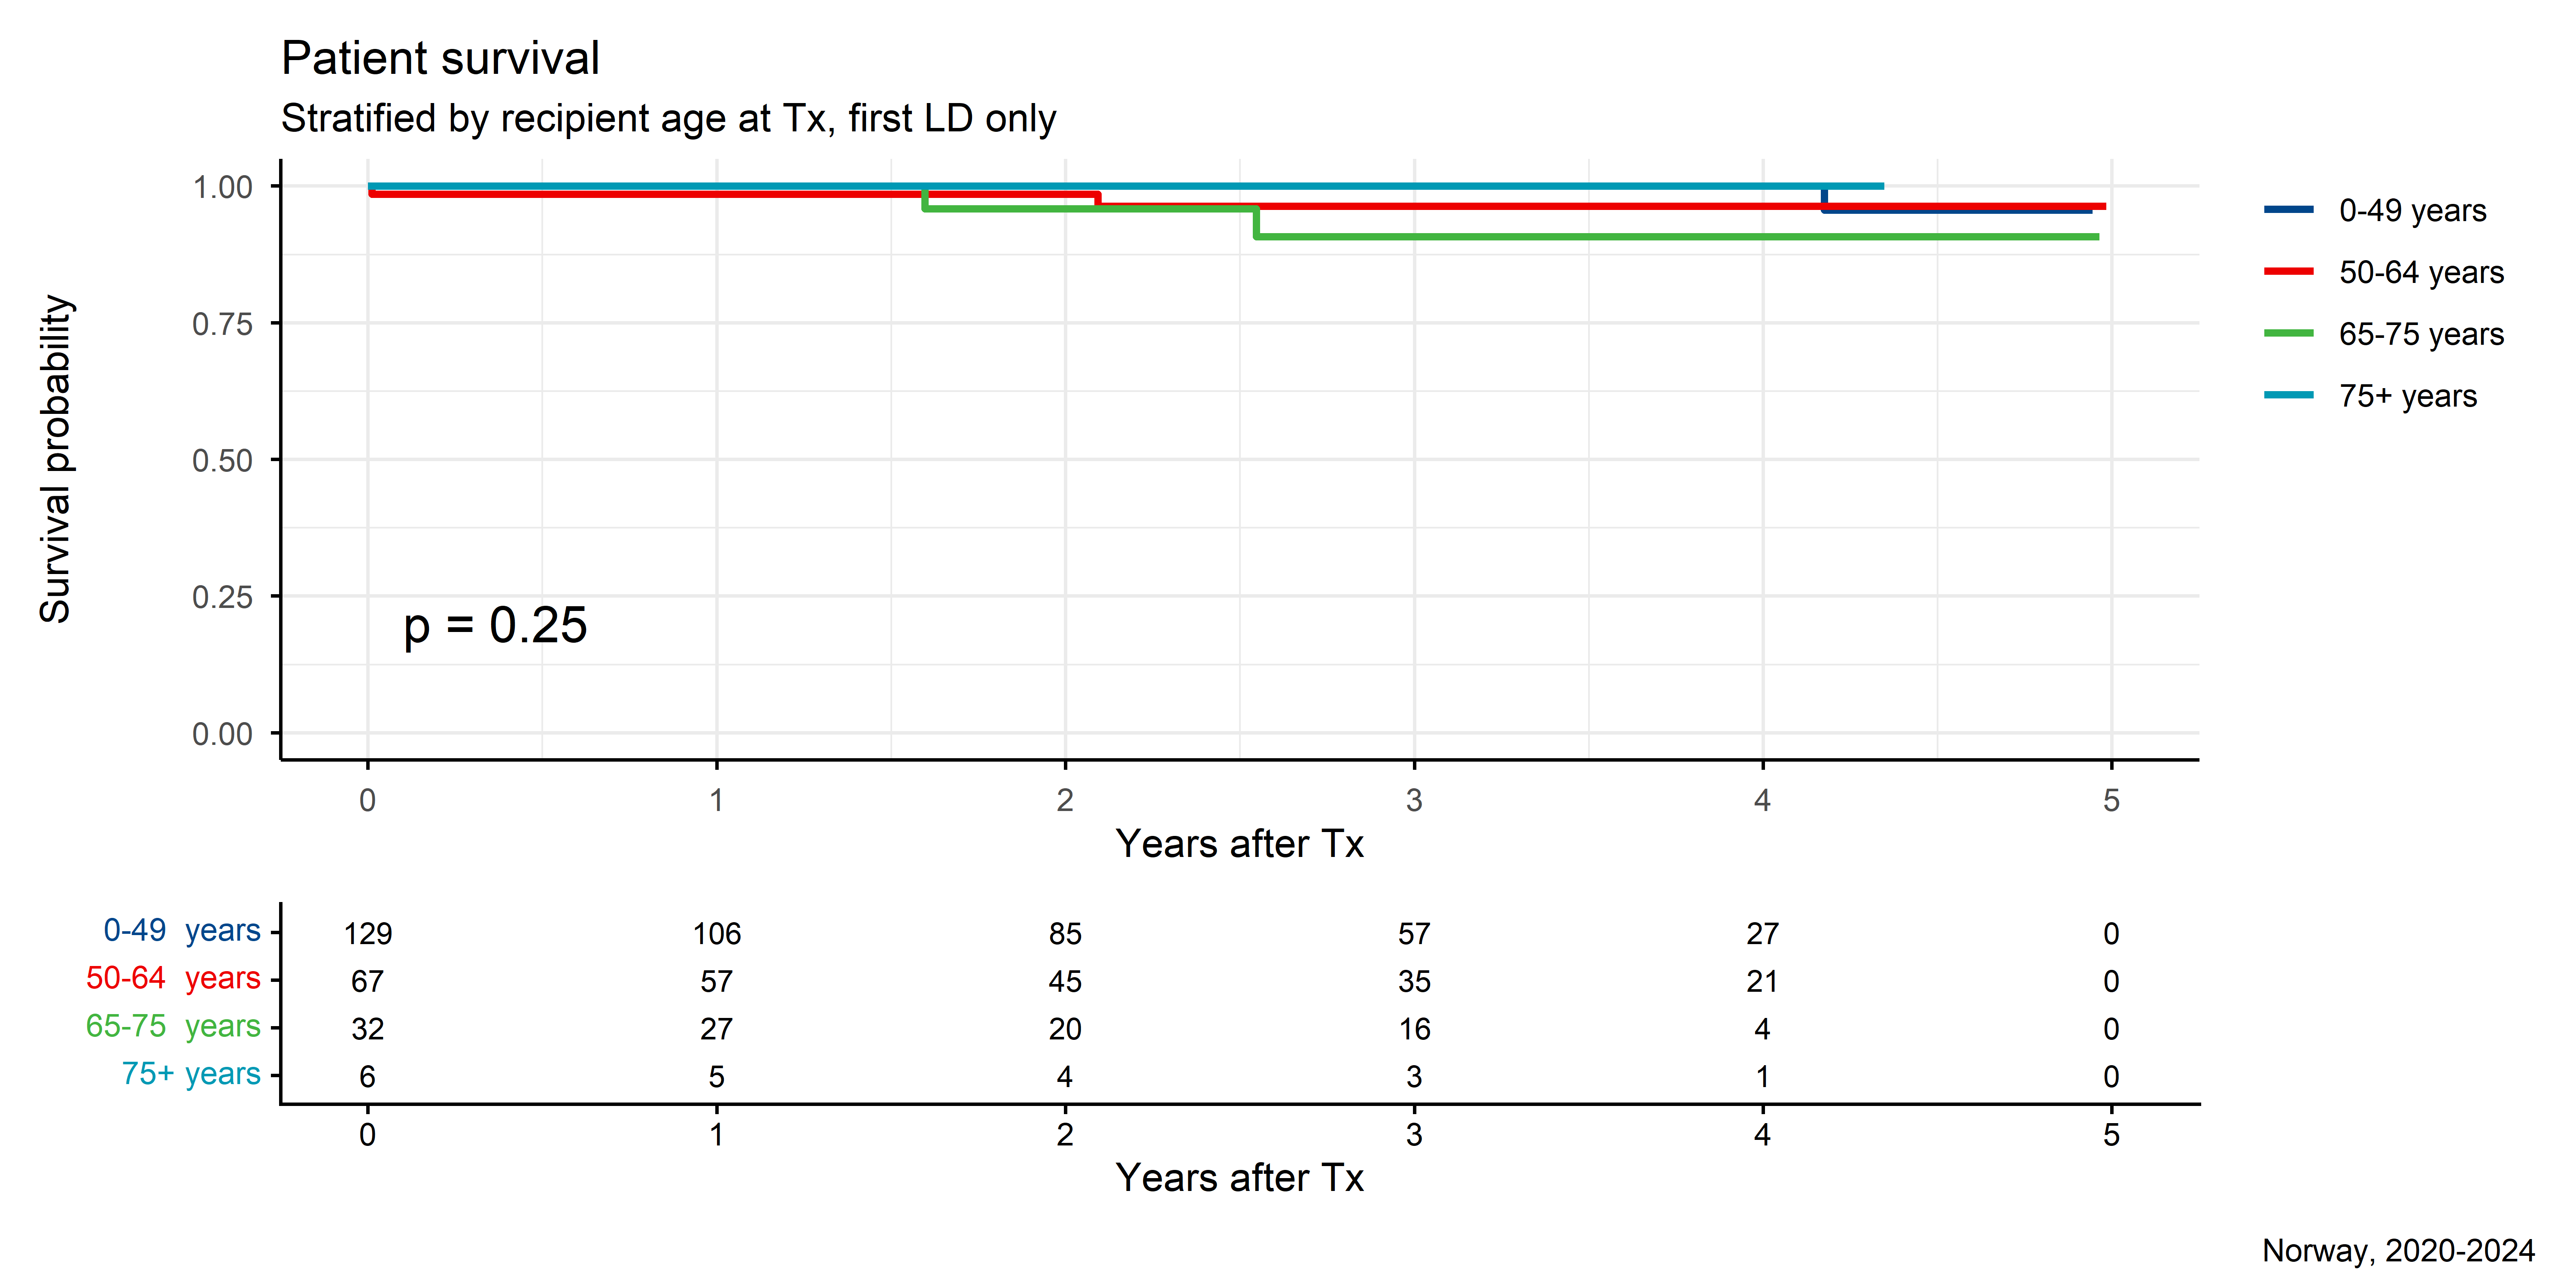 Patient survival
Stratified by recipient age at Tx, first LD only
Survival probability
1.00
0.75
0.50
0.25
0.00
p = 0.25
0 1 2 3 4 5
Years after Tx
0-49 years
50-64 years
65-75 years
75+ years
0-49 years 129 106 85 57 27 0
50-64 years 67 57 45 35 21 0
65-75 years 32 27 20 16 4 0
75+ years 6 5 4 3 1 0
0 1 2 3 4 5
Years after Tx
Norway, 2020-2024